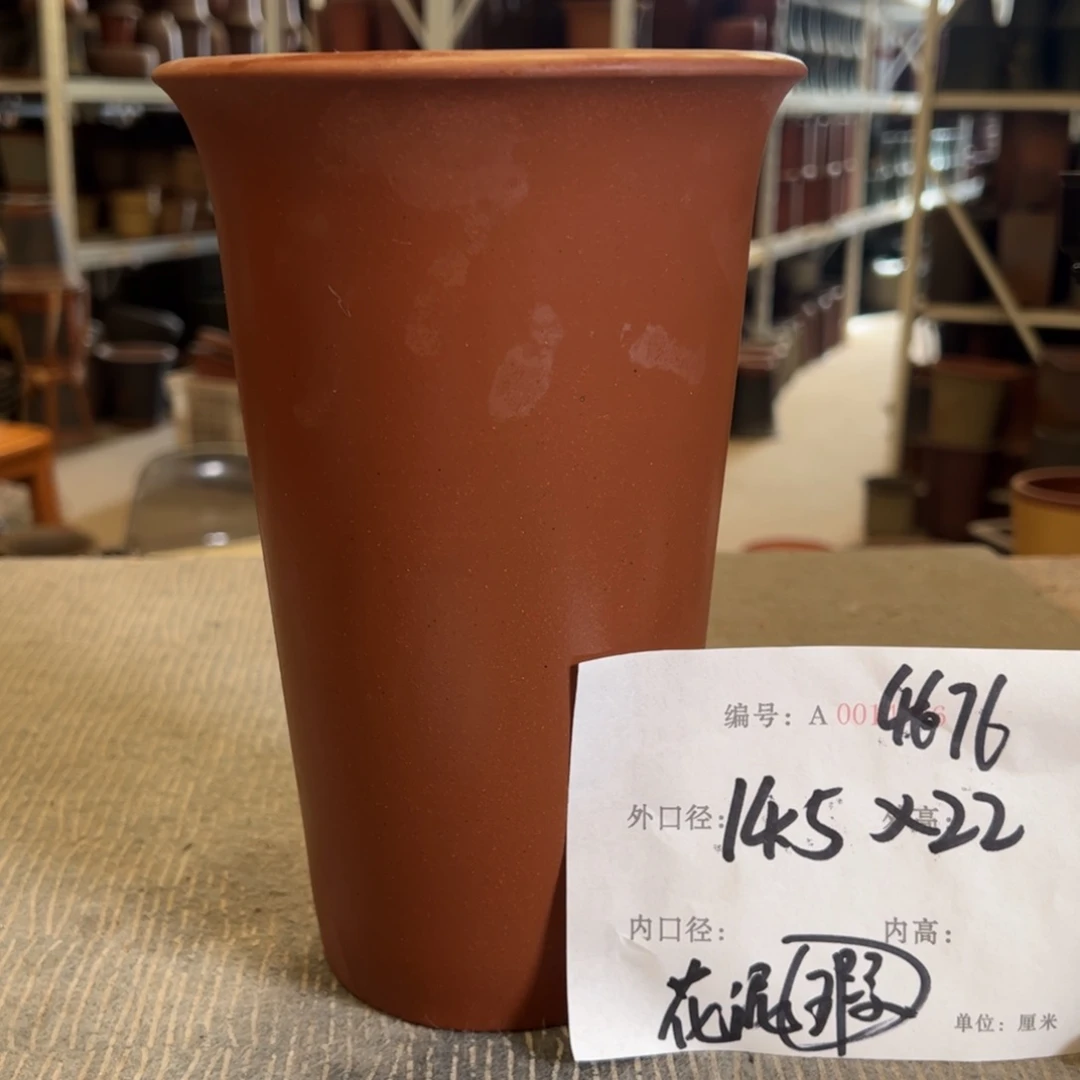 编号：A 001 4676
外口径：14.5×22
内口径： 内高：
花泥
单位：厘米